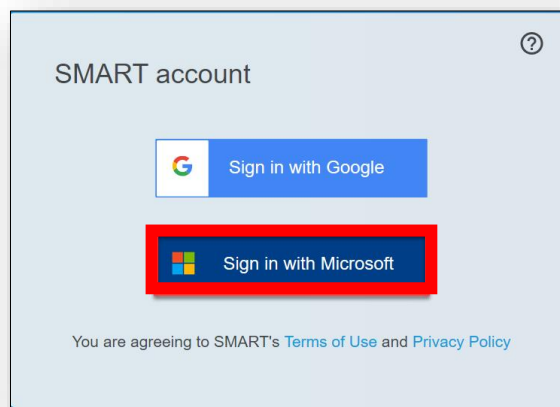 SMART account
Sign in with Google
Sign in with Microsoft
You are agreeing to SMART's Terms of Use and Privacy Policy